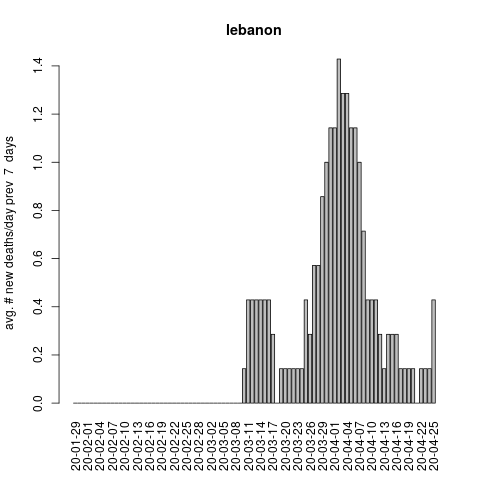 lebanon
avg. # new deaths/day prev  7  days
0.0 0.2 0.4 0.6 0.8 1.0 1.2 1.4
20-01-29 20-02-01 20-02-04 20-02-07 20-02-10 20-02-13 20-02-16 20-02-19 20-02-22 20-02-25 20-02-28 20-03-02 20-03-05 20-03-08 20-03-11 20-03-14 20-03-17 20-03-20 20-03-23 20-03-26 20-03-29 20-04-01 20-04-04 20-04-07 20-04-10 20-04-13 20-04-16 20-04-19 20-04-22 20-04-25